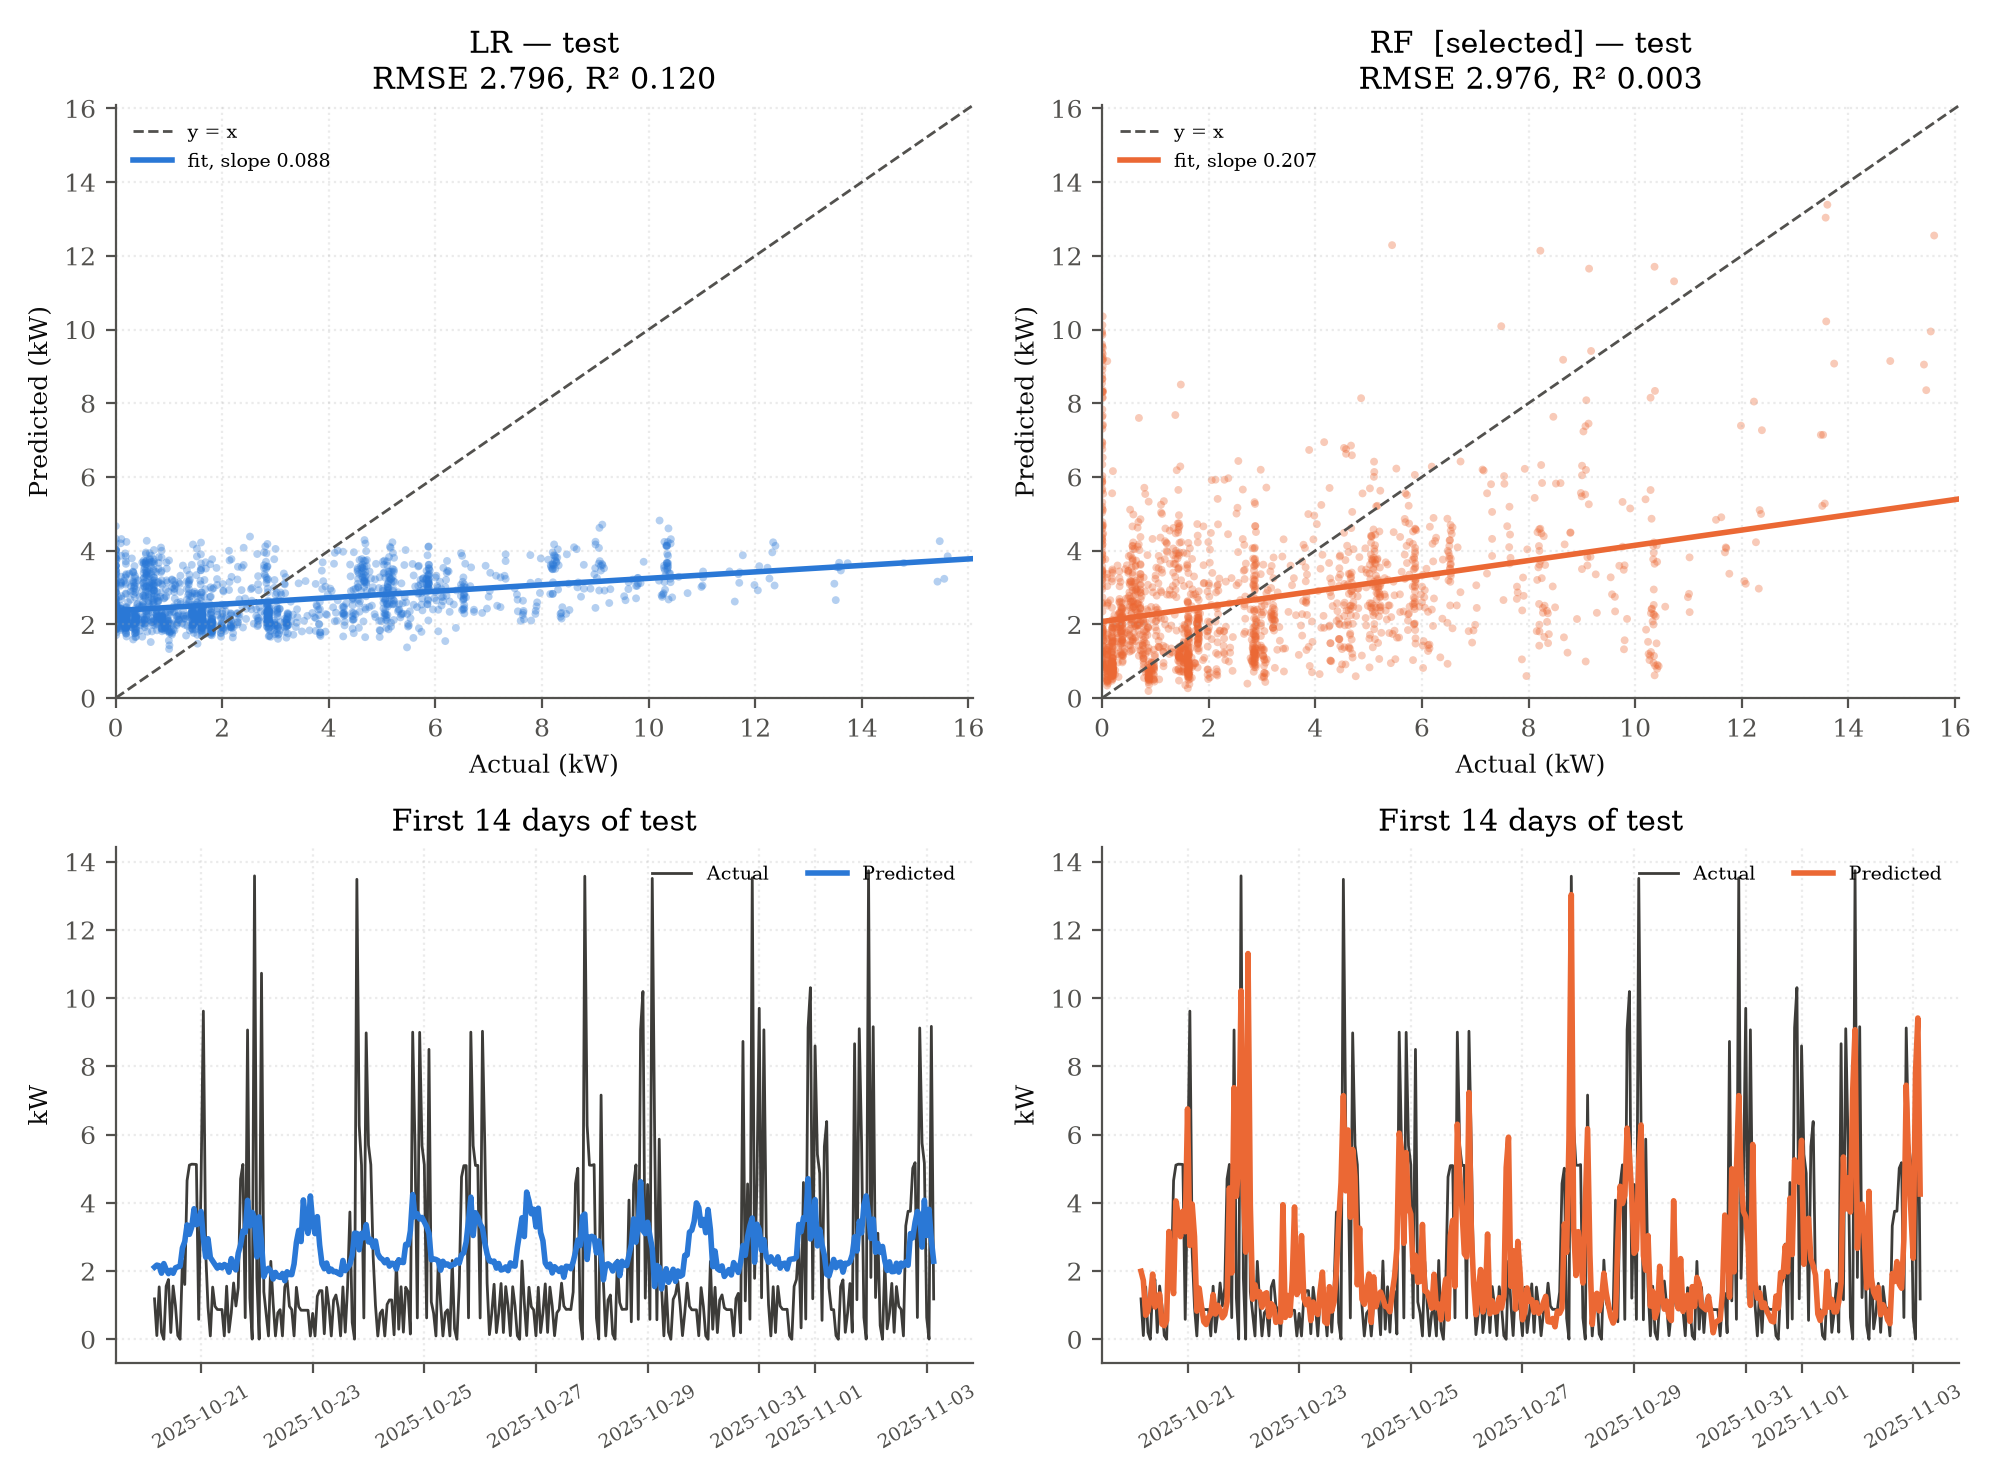 LR — test
RMSE 2.796, R² 0.120
y = x
fit, slope 0.088
16
14
12
10
8
6
4
2
0
Predicted (kW)
0 2 4 6 8 10 12 14 16
Actual (kW)
RF [selected] — test
RMSE 2.976, R² 0.003
y = x
fit, slope 0.207
16
14
12
10
8
6
4
2
0
Predicted (kW)
0 2 4 6 8 10 12 14 16
Actual (kW)
First 14 days of test
Actual Predicted
14
12
10
8
6
4
2
0
kW
2025-10-21 2025-10-23 2025-10-25 2025-10-27 2025-10-29 2025-10-31 2025-11-01 2025-11-03
First 14 days of test
Actual Predicted
14
12
10
8
6
4
2
0
kW
2025-10-21 2025-10-23 2025-10-25 2025-10-27 2025-10-29 2025-10-31 2025-11-01 2025-11-03